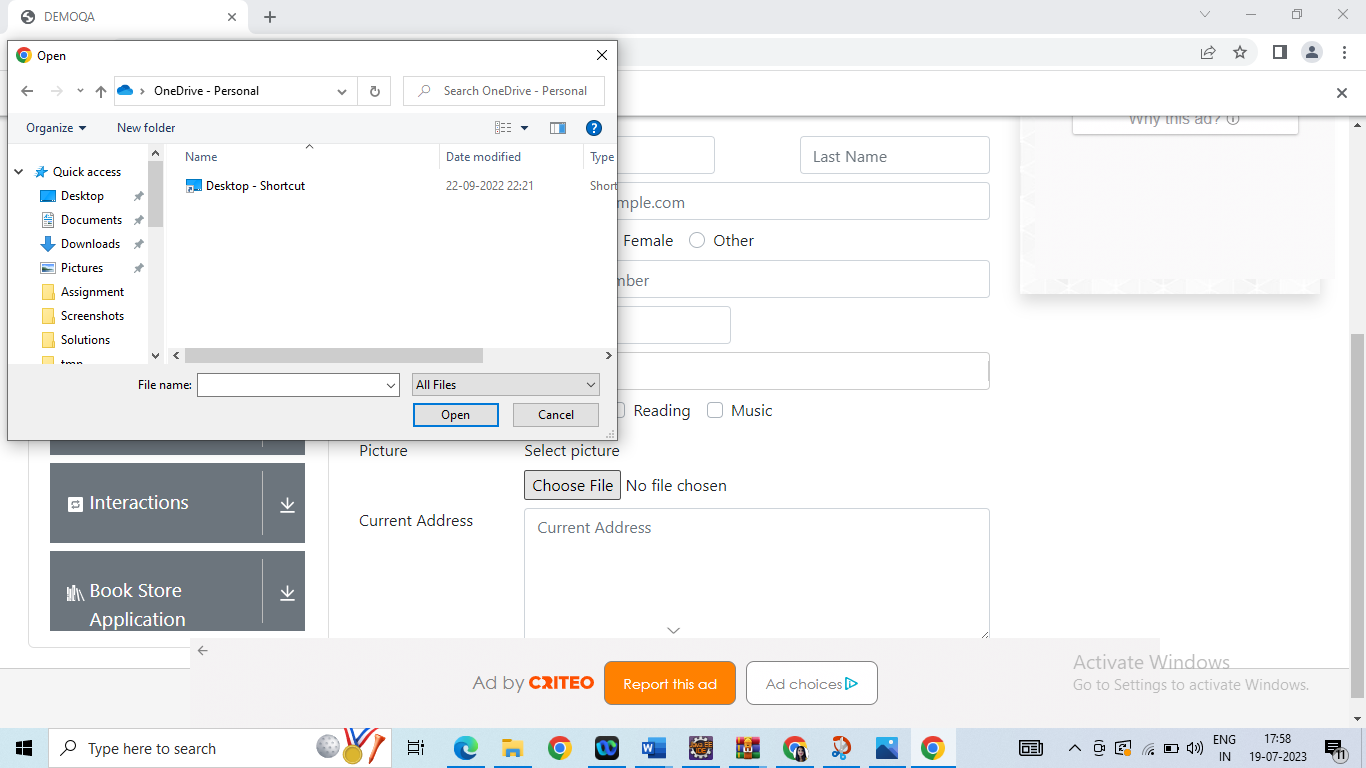 DEMOQA
Open
OneDrive - Personal
Search OneDrive - Personal
Organize
New folder
Name
Date modified
Type
Quick access
Desktop
Documents
Downloads
Pictures
Assignment
Screenshots
Solutions
tmp
Desktop - Shortcut
22-09-2022 22:21
Short
File name:
All Files
Open
Cancel
Why this ad?
Last Name
mple.com
Female
Other
mber
Reading
Music
Picture
Select picture
Choose File
No file chosen
Current Address
Current Address
Interactions
Book Store
Application
Ad by CRITEO
Report this ad
Ad choices
Activate Windows
Go to Settings to activate Windows.
Type here to search
ENG
IN
17:58
19-07-2023
11